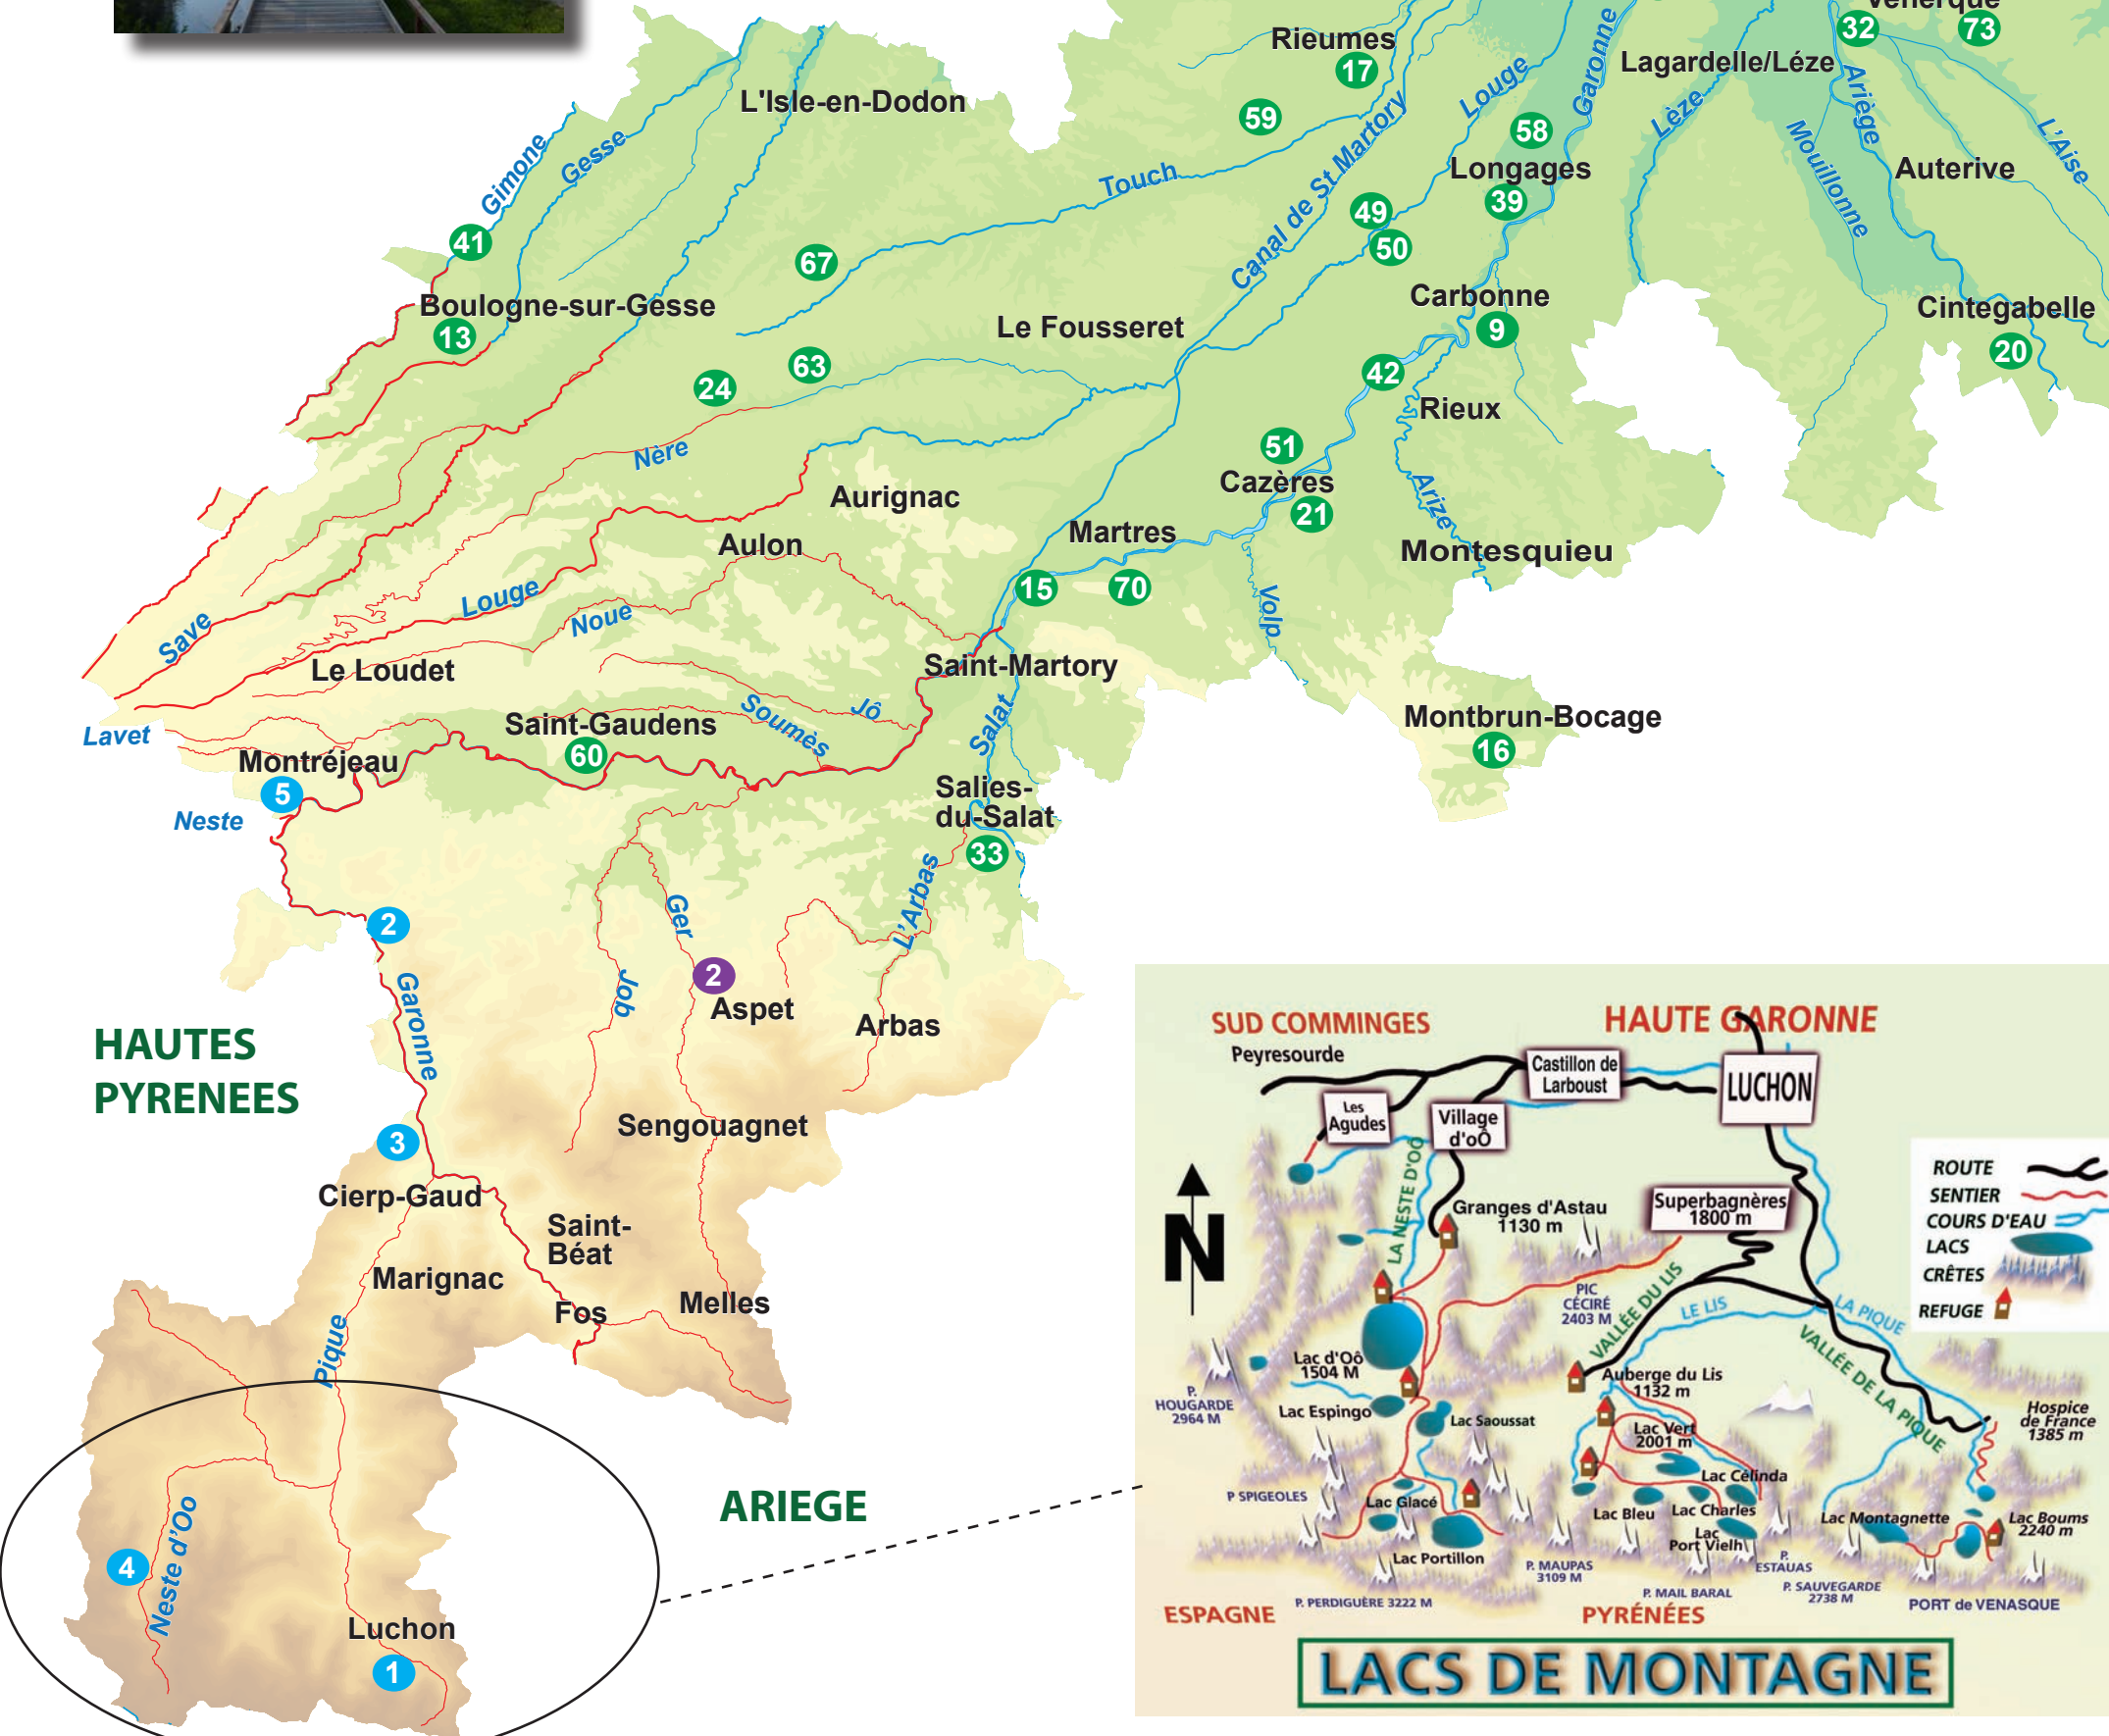 Venerque
32
73
Rieumes
17
Lagardelle/Léze
L'Isle-en-Dodon
59
Louge
Garonne
Ariège
58
Lèze
Mouillonne
L'Aise
Longages
Auterive
Gimone
Gesse
Touch
Canal de St.Martory
49
39
50
41
67
Boulogne-sur-Gesse
13
Carbonne
9
Cintegabelle
20
Le Fousseret
63
24
42
Rieux
Nère
51
Cazères
21
Arize
Aurignac
Aulon
Martres
Montesquieu
15
70
Volp
Louge
Noue
Save
Le Loudet
Saint-Martory
Lavet
Saint-Gaudens
60
Soumès
Jô
Salat
Montbrun-Bocage
16
Montréjeau
5
Neste
Salies-
du-Salat
33
L'Arbas
Ger
2
Garonne
Job
2
Aspet
Arbas
HAUTES
PYRENEES
3
Sengouagnet
Cierp-Gaud
Saint-
Béat
Marignac
Fos
Melles
Pique
ARIEGE
Neste d'Oo
4
Luchon
1
SUD COMMINGES
HAUTE GARONNE
Peyresourde
Castillon de
Larboust
LUCHON
Les
Agudes
Village
d'oÔ
LA NESTE D'OÔ
Granges d'Astau
1130 m
Superbagnères
1800 m
N
ROUTE
SENTIER
COURS D'EAU
LACS
CRÊTES
REFUGE
PIC
CÉCIRÉ
2403 M
VALLÉE DU LIS
LE LIS
LA PIQUE
VALLÉE DE LA PIQUE
Lac d'Oô
1504 M
P.
HOUGARDE
2964 M
Auberge du Lis
1132 m
Lac Espingo
Lac Saoussat
Lac Vert
2001 m
Hospice
de France
1385 m
Lac Célinda
P SPIGEOLES
Lac Glacé
Lac Bleu
Lac Charles
Lac
Port Vielh
Lac Montagnette
Lac Boums
2240 m
Lac Portillon
P. MAUPAS
3109 M
P.
ESTAUAS
P. MAIL BARAL
P. SAUVEGARDE
2738 M
P. PERDIGUÈRE 3222 M
PORT de VENASQUE
ESPAGNE
PYRÉNÉES
LACS DE MONTAGNE